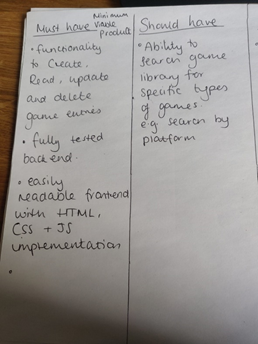 Must have
Minimum
Viable
Product
• functionality
to Create,
Read, update
and delete
game entries
• fully tested
back end.
• easily
readable frontend
with HTML,
CSS + JS
implementation
•
Should have
• Ability to
search game
library for
specific types
of games.
e.g. search by
platform